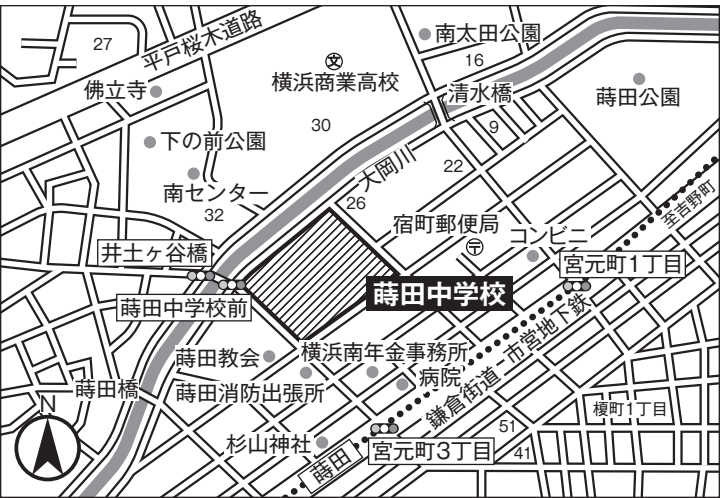 27
平戸桜木道路
南太田公園
16
文
横浜商業高校
佛立寺
清水橋
蒔田公園
30
9
下の前公園
大岡川
22
南センター
26
32
宿町郵便局
〒
コンビニ
至吉野町
井土ヶ谷橋
宮元町1丁目
蒔田中学校
蒔田中学校前
蒔田教会
横浜南年金事務所
蒔田橋
蒔田消防出張所
病院
鎌倉街道・市営地下鉄
N
榎町1丁目
51
杉山神社
宮元町3丁目
41
蒔田